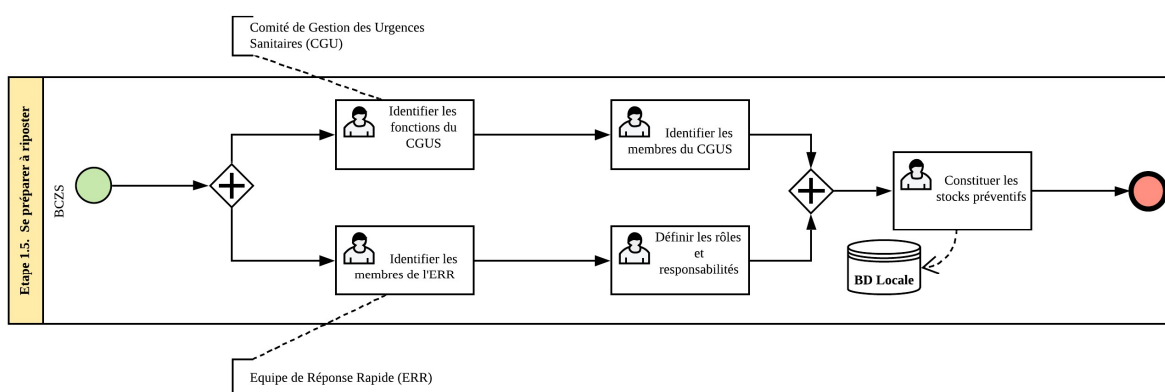 Comité de Gestion des Urgences
Sanitaires (CGU)
Etape 1.5. Se préparer à riposter
BCZS
Identifier les
fonctions du
CGUS
Identifier les
membres du CGUS
Identifier les
membres de l'ERR
Définir les rôles
et
responsabilités
Constituer les
stocks préventifs
BD Locale
Equipe de Réponse Rapide (ERR)